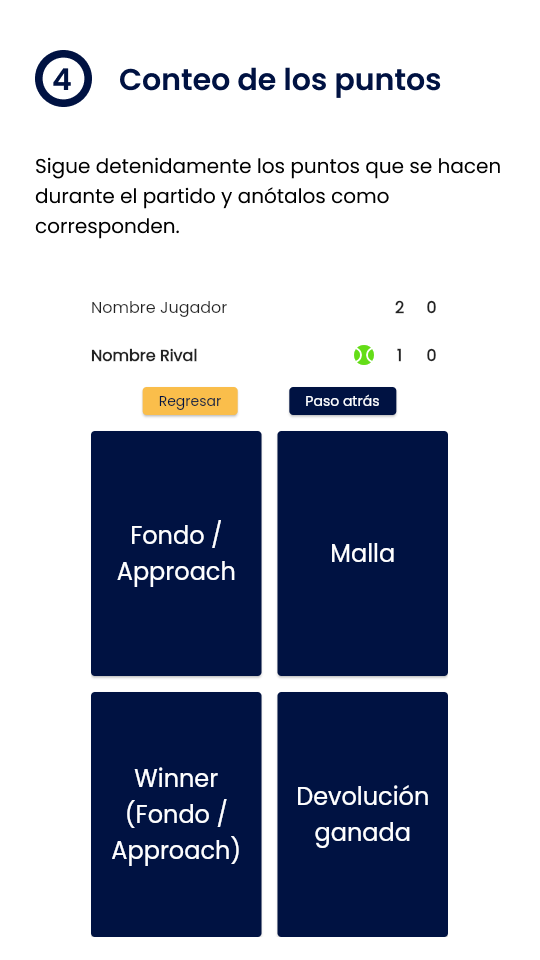 4 Conteo de los puntos
Sigue detenidamente los puntos que se hacen
durante el partido y anótalos como
corresponden.
Nombre Jugador 2 0
Nombre Rival 1 0
Regresar Paso atrás
Fondo /
Approach
Malla
Winner
(Fondo /
Approach)
Devolución
ganada